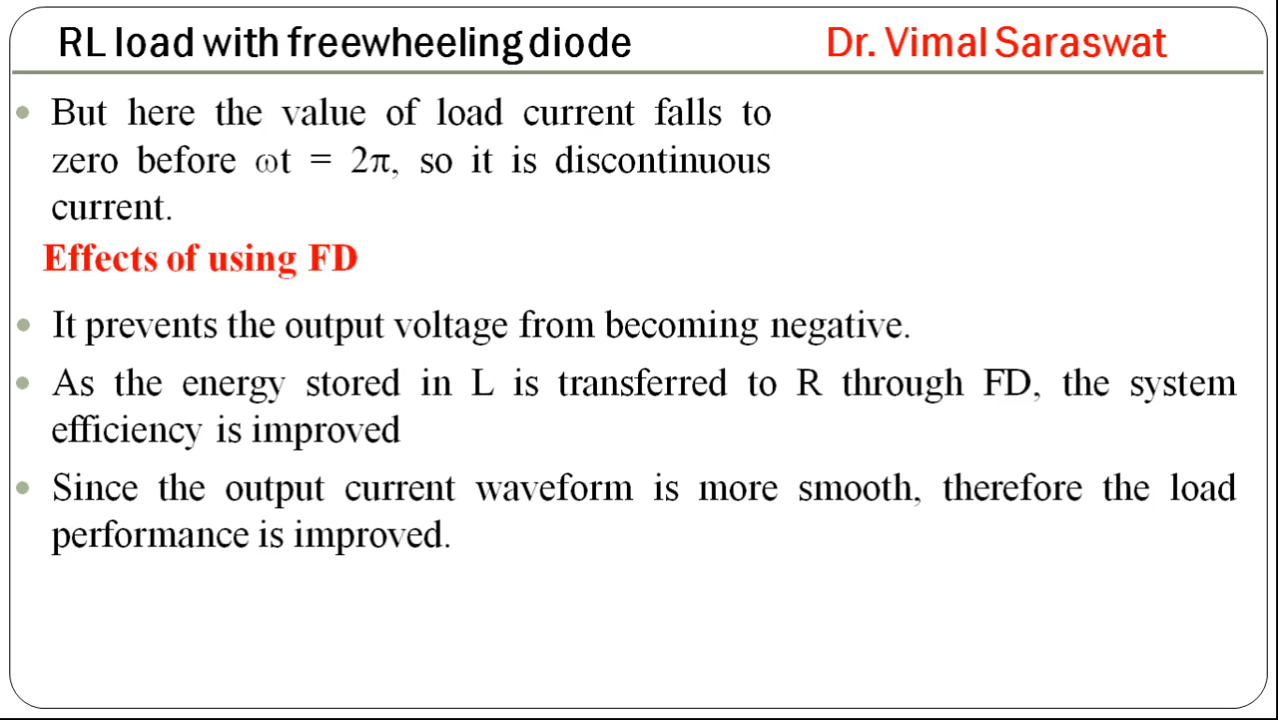 RL load with freewheeling diode Dr. Vimal Saraswat
• But here the value of load current falls to
zero before ωt = 2π, so it is discontinuous
current.
Effects of using FD
• It prevents the output voltage from becoming negative.
• As the energy stored in L is transferred to R through FD, the system
efficiency is improved
• Since the output current waveform is more smooth, therefore the load
performance is improved.